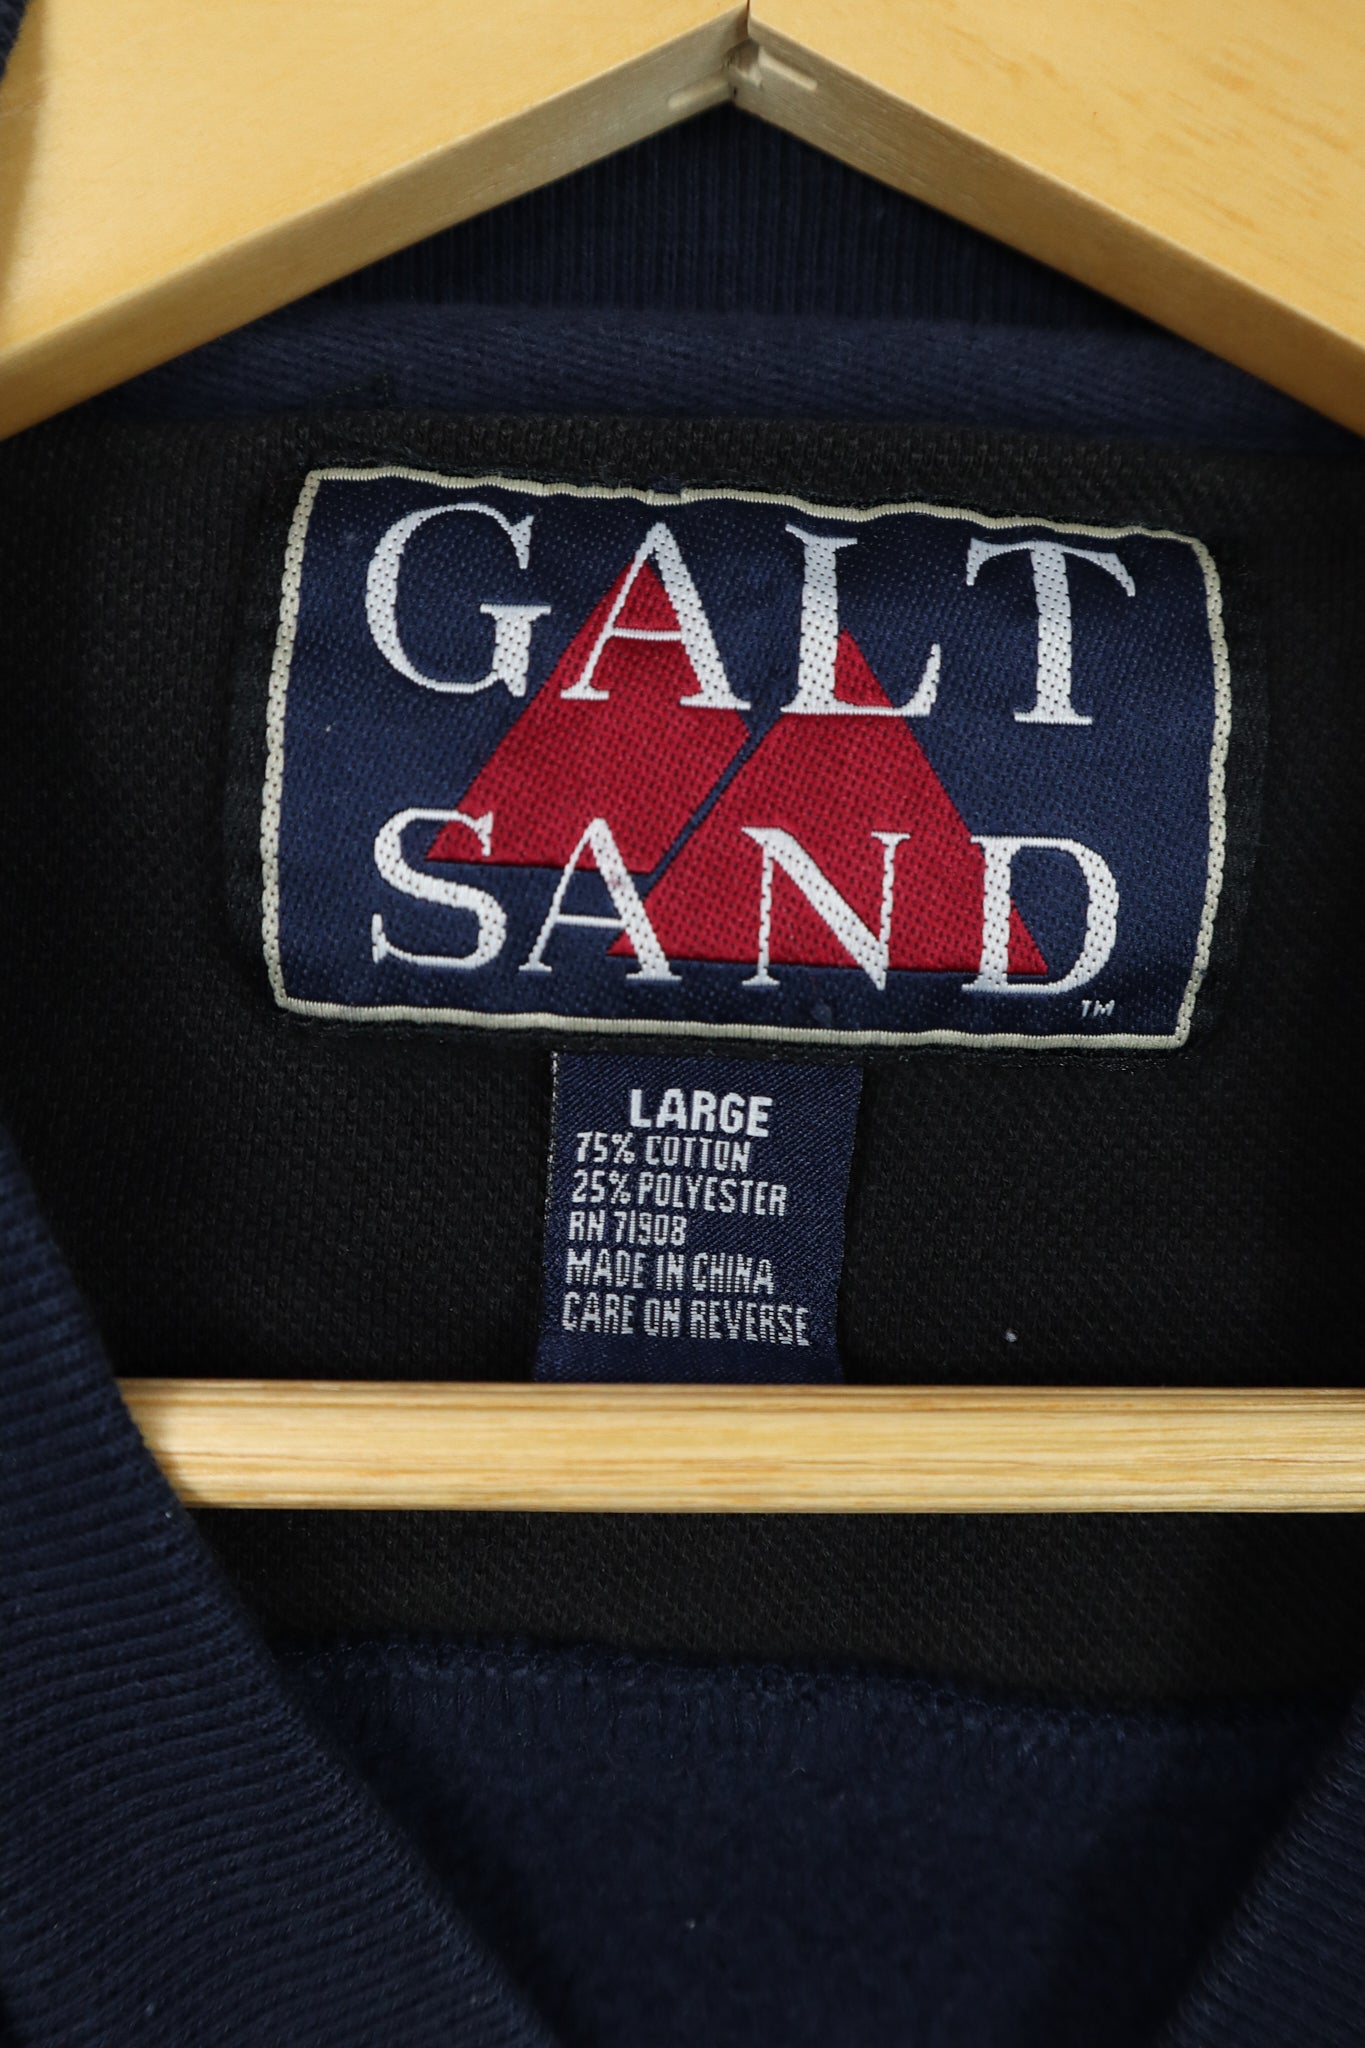 GALT
SAND
TM
LARGE
75% COTTON
25% POLYESTER
RN 71908
MADE IN CHINA
CARE ON REVERSE